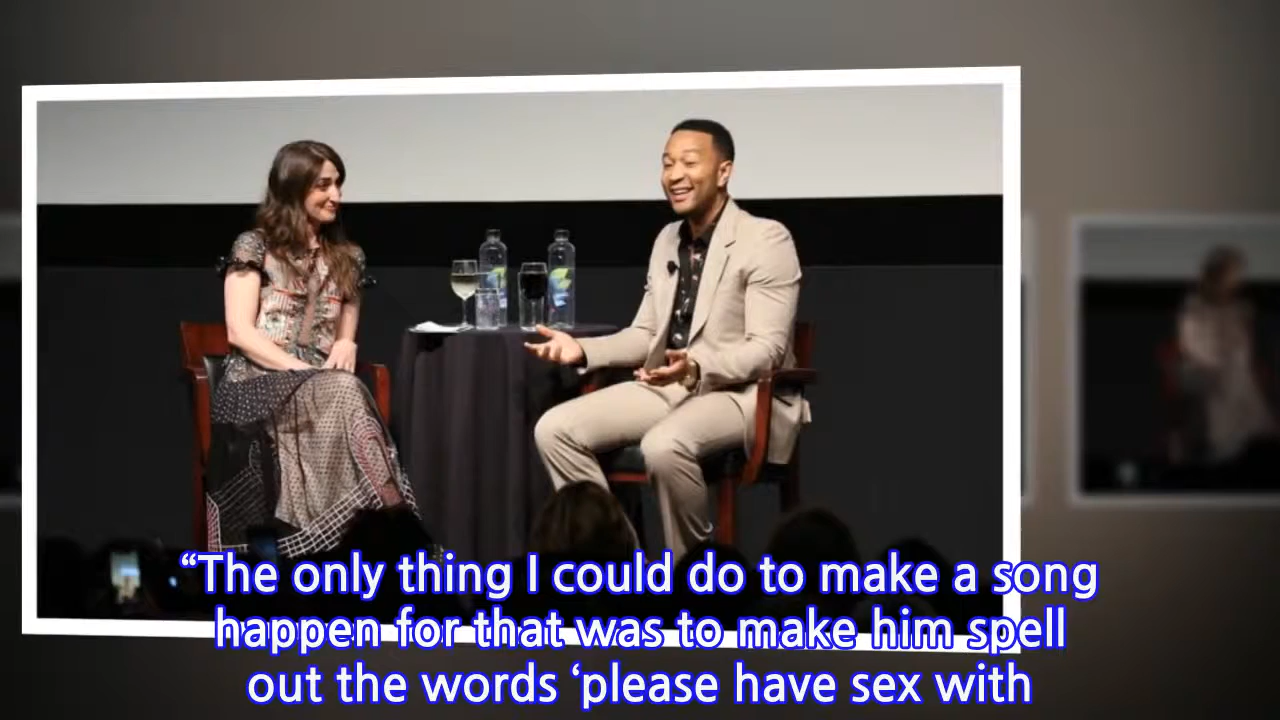 “The only thing I could do to make a song
happen for that was to make him spell
out the words ‘please have sex with